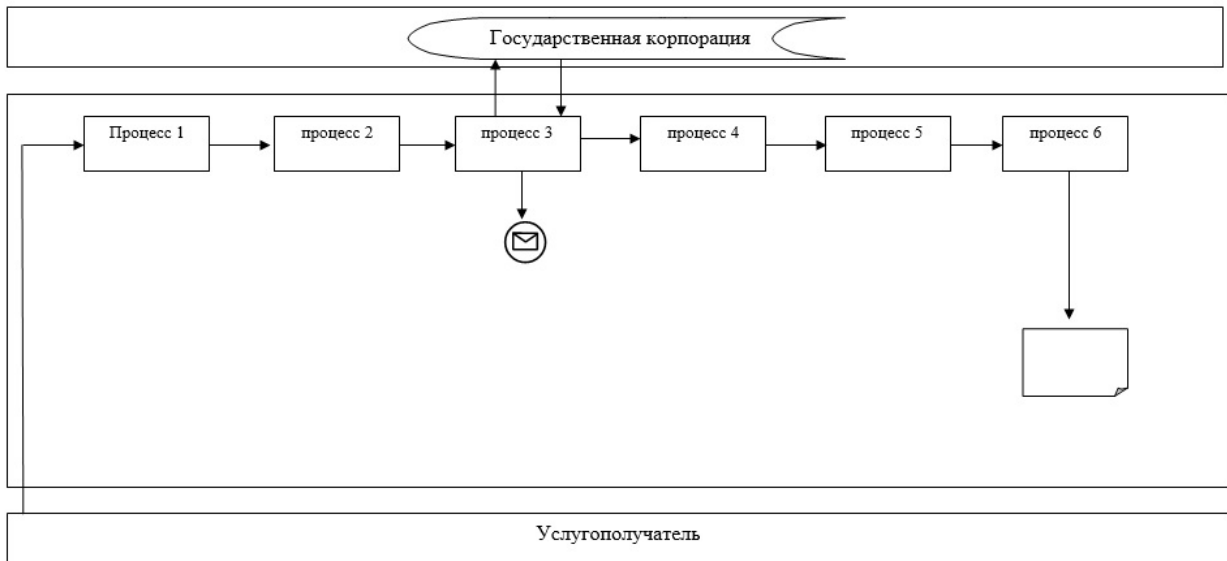 Государственная корпорация
Процесс 1
процесс 2
процесс 3
процесс 4
процесс 5
процесс 6
Услугополучатель